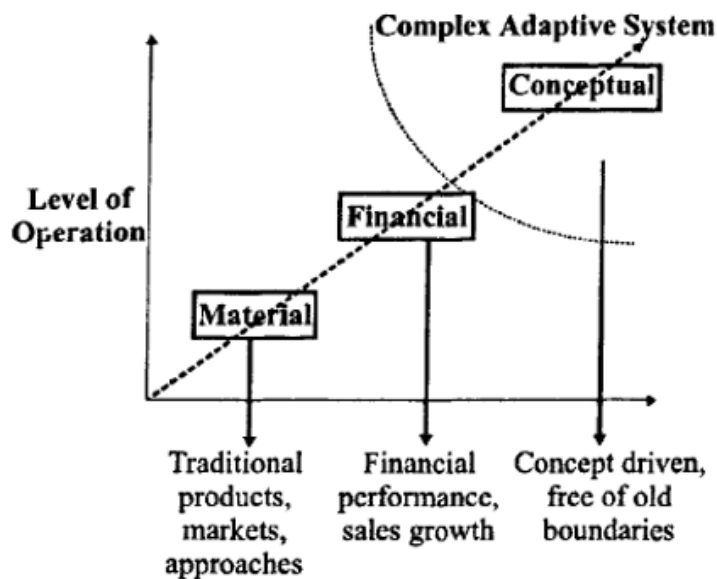 Complex Adaptive System
Conceptual
Level of
Operation
Financial
Material
Traditional
products,
markets,
approaches
Financial
performance,
sales growth
Concept driven,
free of old
boundaries